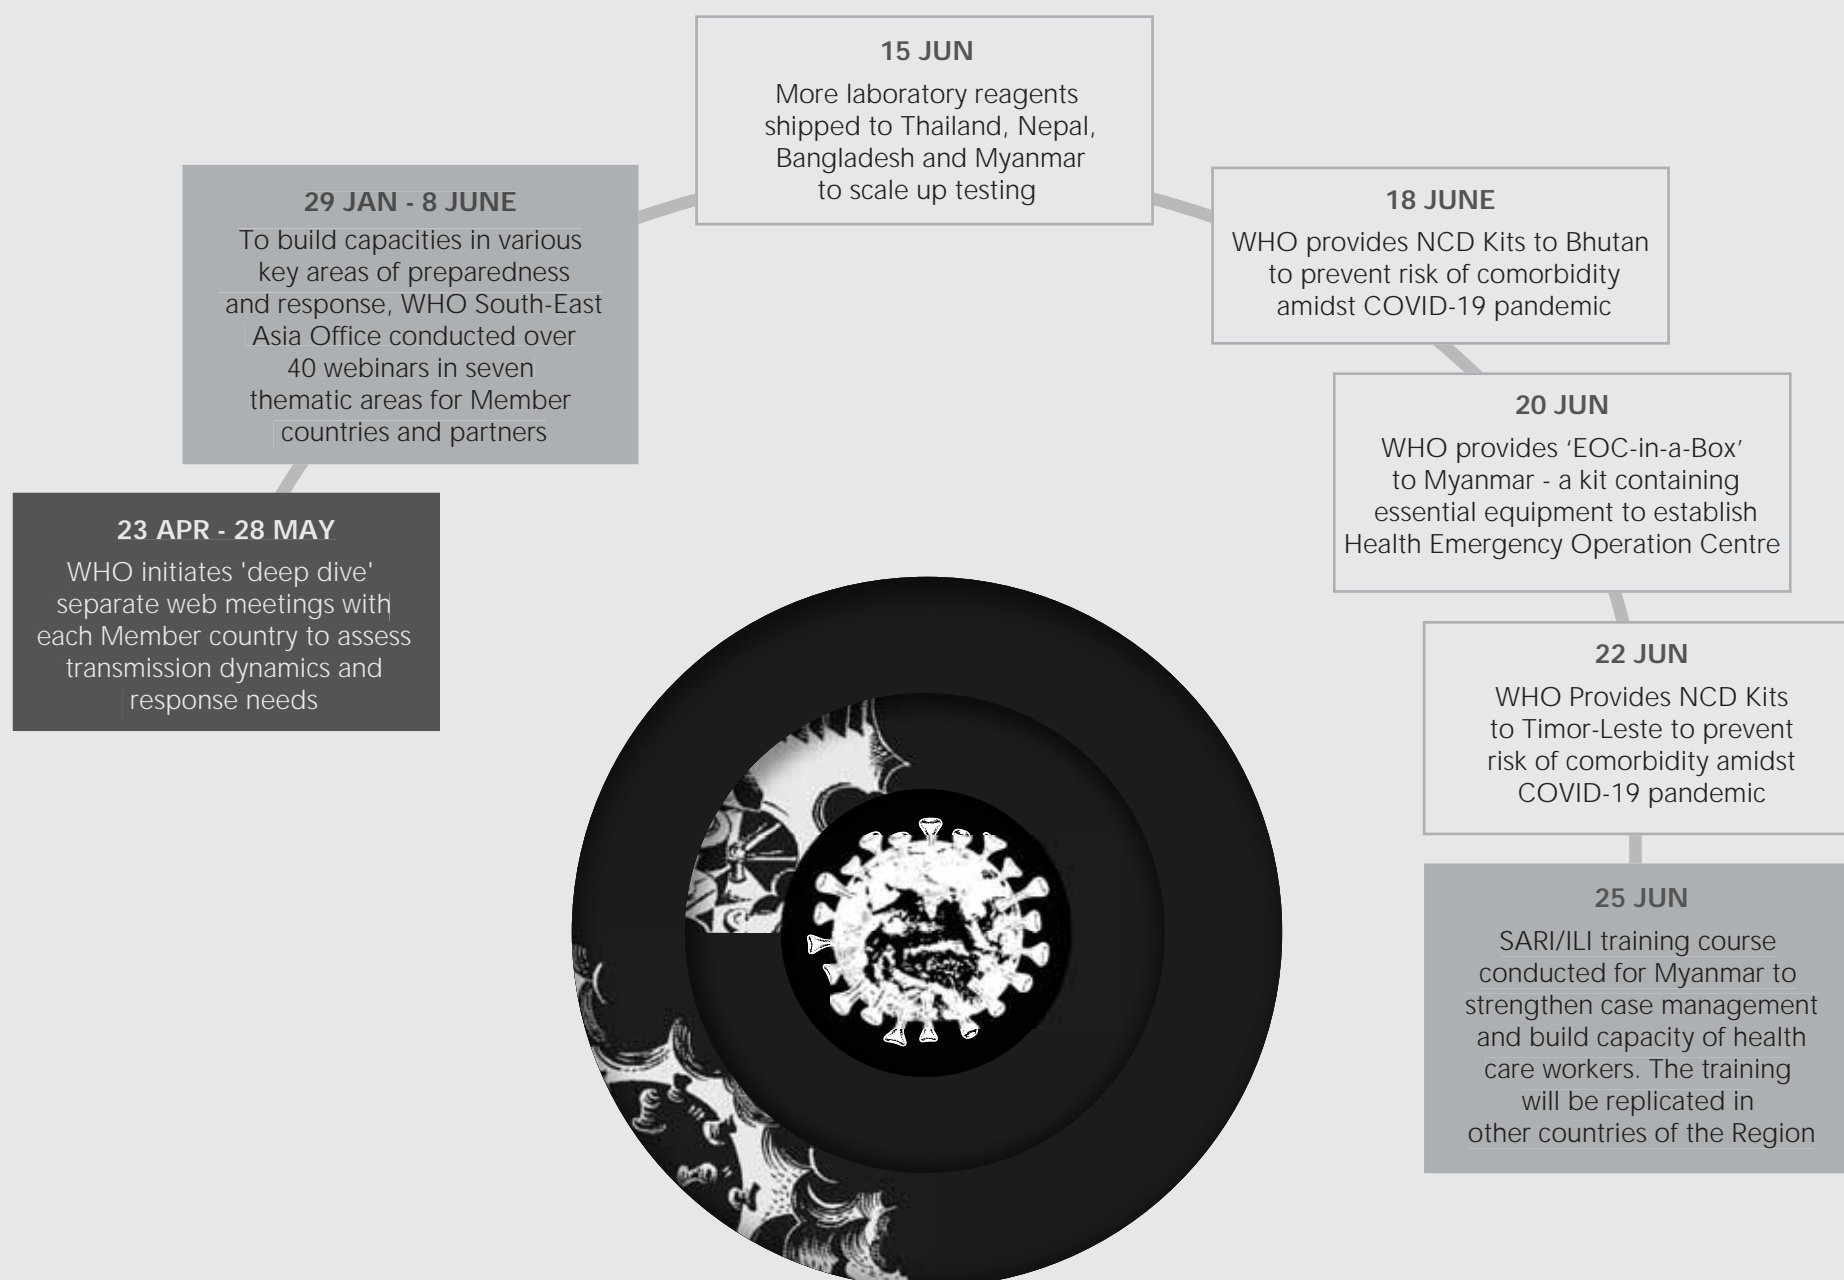 23 APR - 28 MAY
WHO initiates 'deep dive'
separate web meetings with
each Member country to assess
transmission dynamics and
response needs
29 JAN - 8 JUNE
To build capacities in various
key areas of preparedness
and response, WHO South-East
Asia Office conducted over
40 webinars in seven
thematic areas for Member
countries and partners
15 JUN
More laboratory reagents
shipped to Thailand, Nepal,
Bangladesh and Myanmar
to scale up testing
18 JUNE
WHO provides NCD Kits to Bhutan
to prevent risk of comorbidity
amidst COVID-19 pandemic
20 JUN
WHO provides ‘EOC-in-a-Box’
to Myanmar - a kit containing
essential equipment to establish
Health Emergency Operation Centre
22 JUN
WHO Provides NCD Kits
to Timor-Leste to prevent
risk of comorbidity amidst
COVID-19 pandemic
25 JUN
SARI/ILI training course
conducted for Myanmar to
strengthen case management
and build capacity of health
care workers. The training
will be replicated in
other countries of the Region